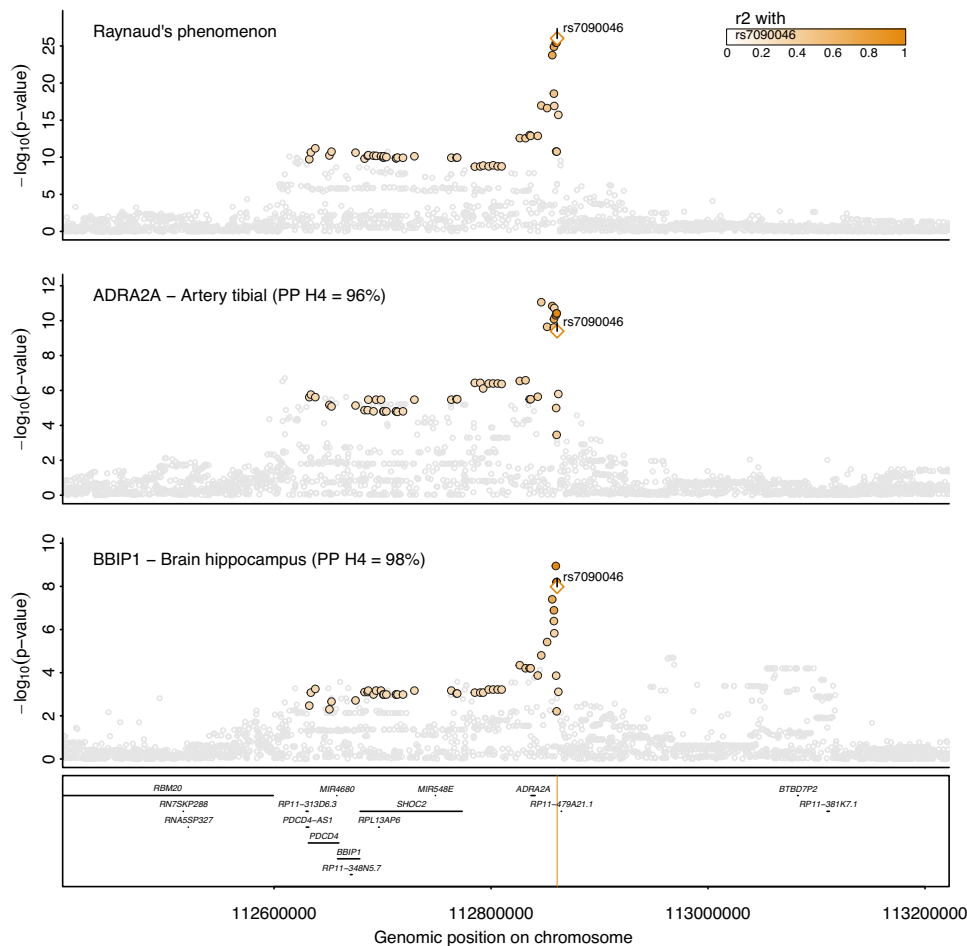 Raynaud's phenomenon
rs7090046
r2 with
rs7090046
0 0.2 0.4 0.6 0.8 1
−log10(p−value)
0 5 10 15 20 25
ADRA2A − Artery tibial (PP H4 = 96%)
rs7090046
−log10(p−value)
0 2 4 6 8 10 12
BBIP1 − Brain hippocampus (PP H4 = 98%)
rs7090046
−log10(p−value)
0 2 4 6 8 10
RBM20 MIR4680 MIR548E ADRA2A BTBD7P2
RN7SKP288 RP11−313D6.3 SHOC2 RP11−479A21.1 RP11−381K7.1
RNA5SP327 PDCD4−AS1 RPL13AP6
PDCD4
BBIP1
RP11−348N5.7
112600000 112800000 113000000 113200000
Genomic position on chromosome